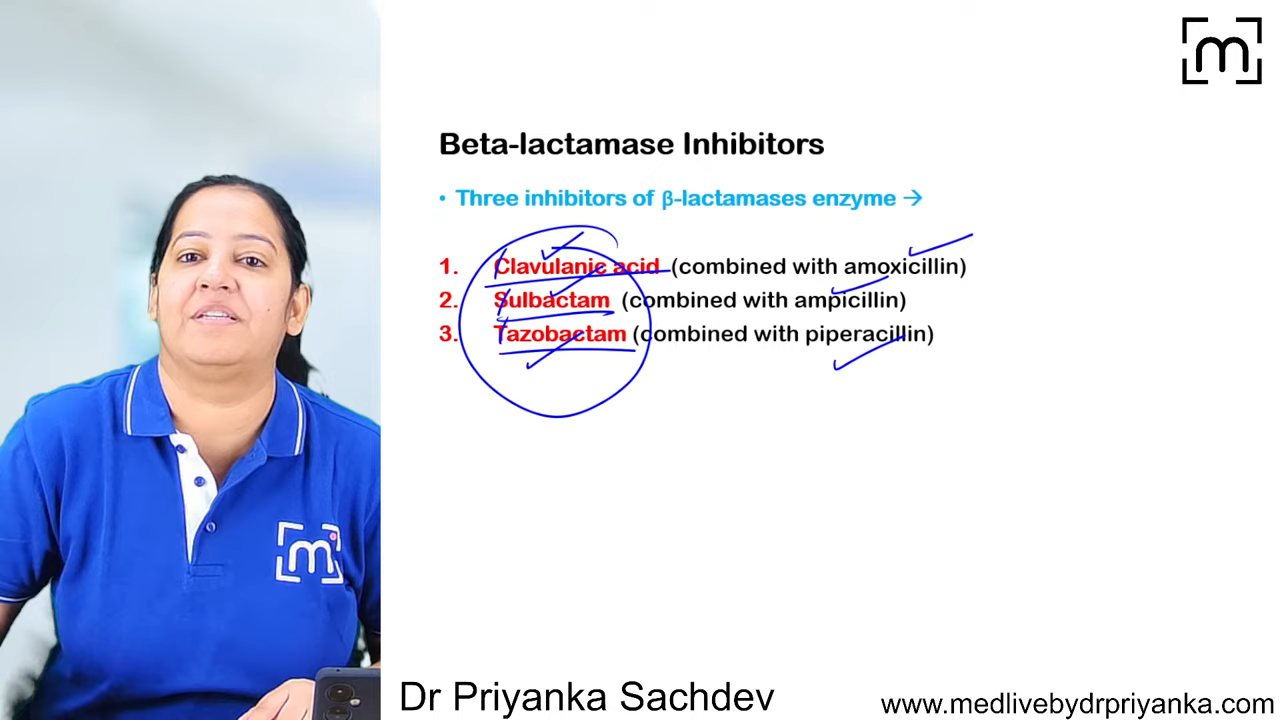 m
Beta-lactamase Inhibitors
• Three inhibitors of β-lactamases enzyme →
1. Clavulanic acid (combined with amoxicillin)
2. Sulbactam (combined with ampicillin)
3. Tazobactam (combined with piperacillin)
m
Dr Priyanka Sachdev
www.medlivebydrpriyanka.com